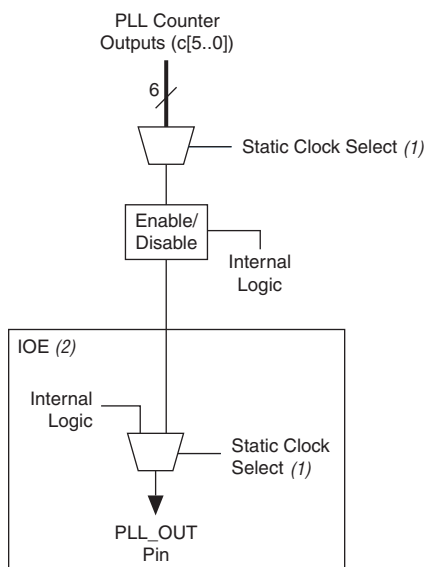 PLL Counter
Outputs (c[5..0])
6
Static Clock Select (1)
Enable/
Disable
Internal
Logic
IOE (2)
Internal
Logic
Static Clock
Select (1)
PLL_OUT
Pin